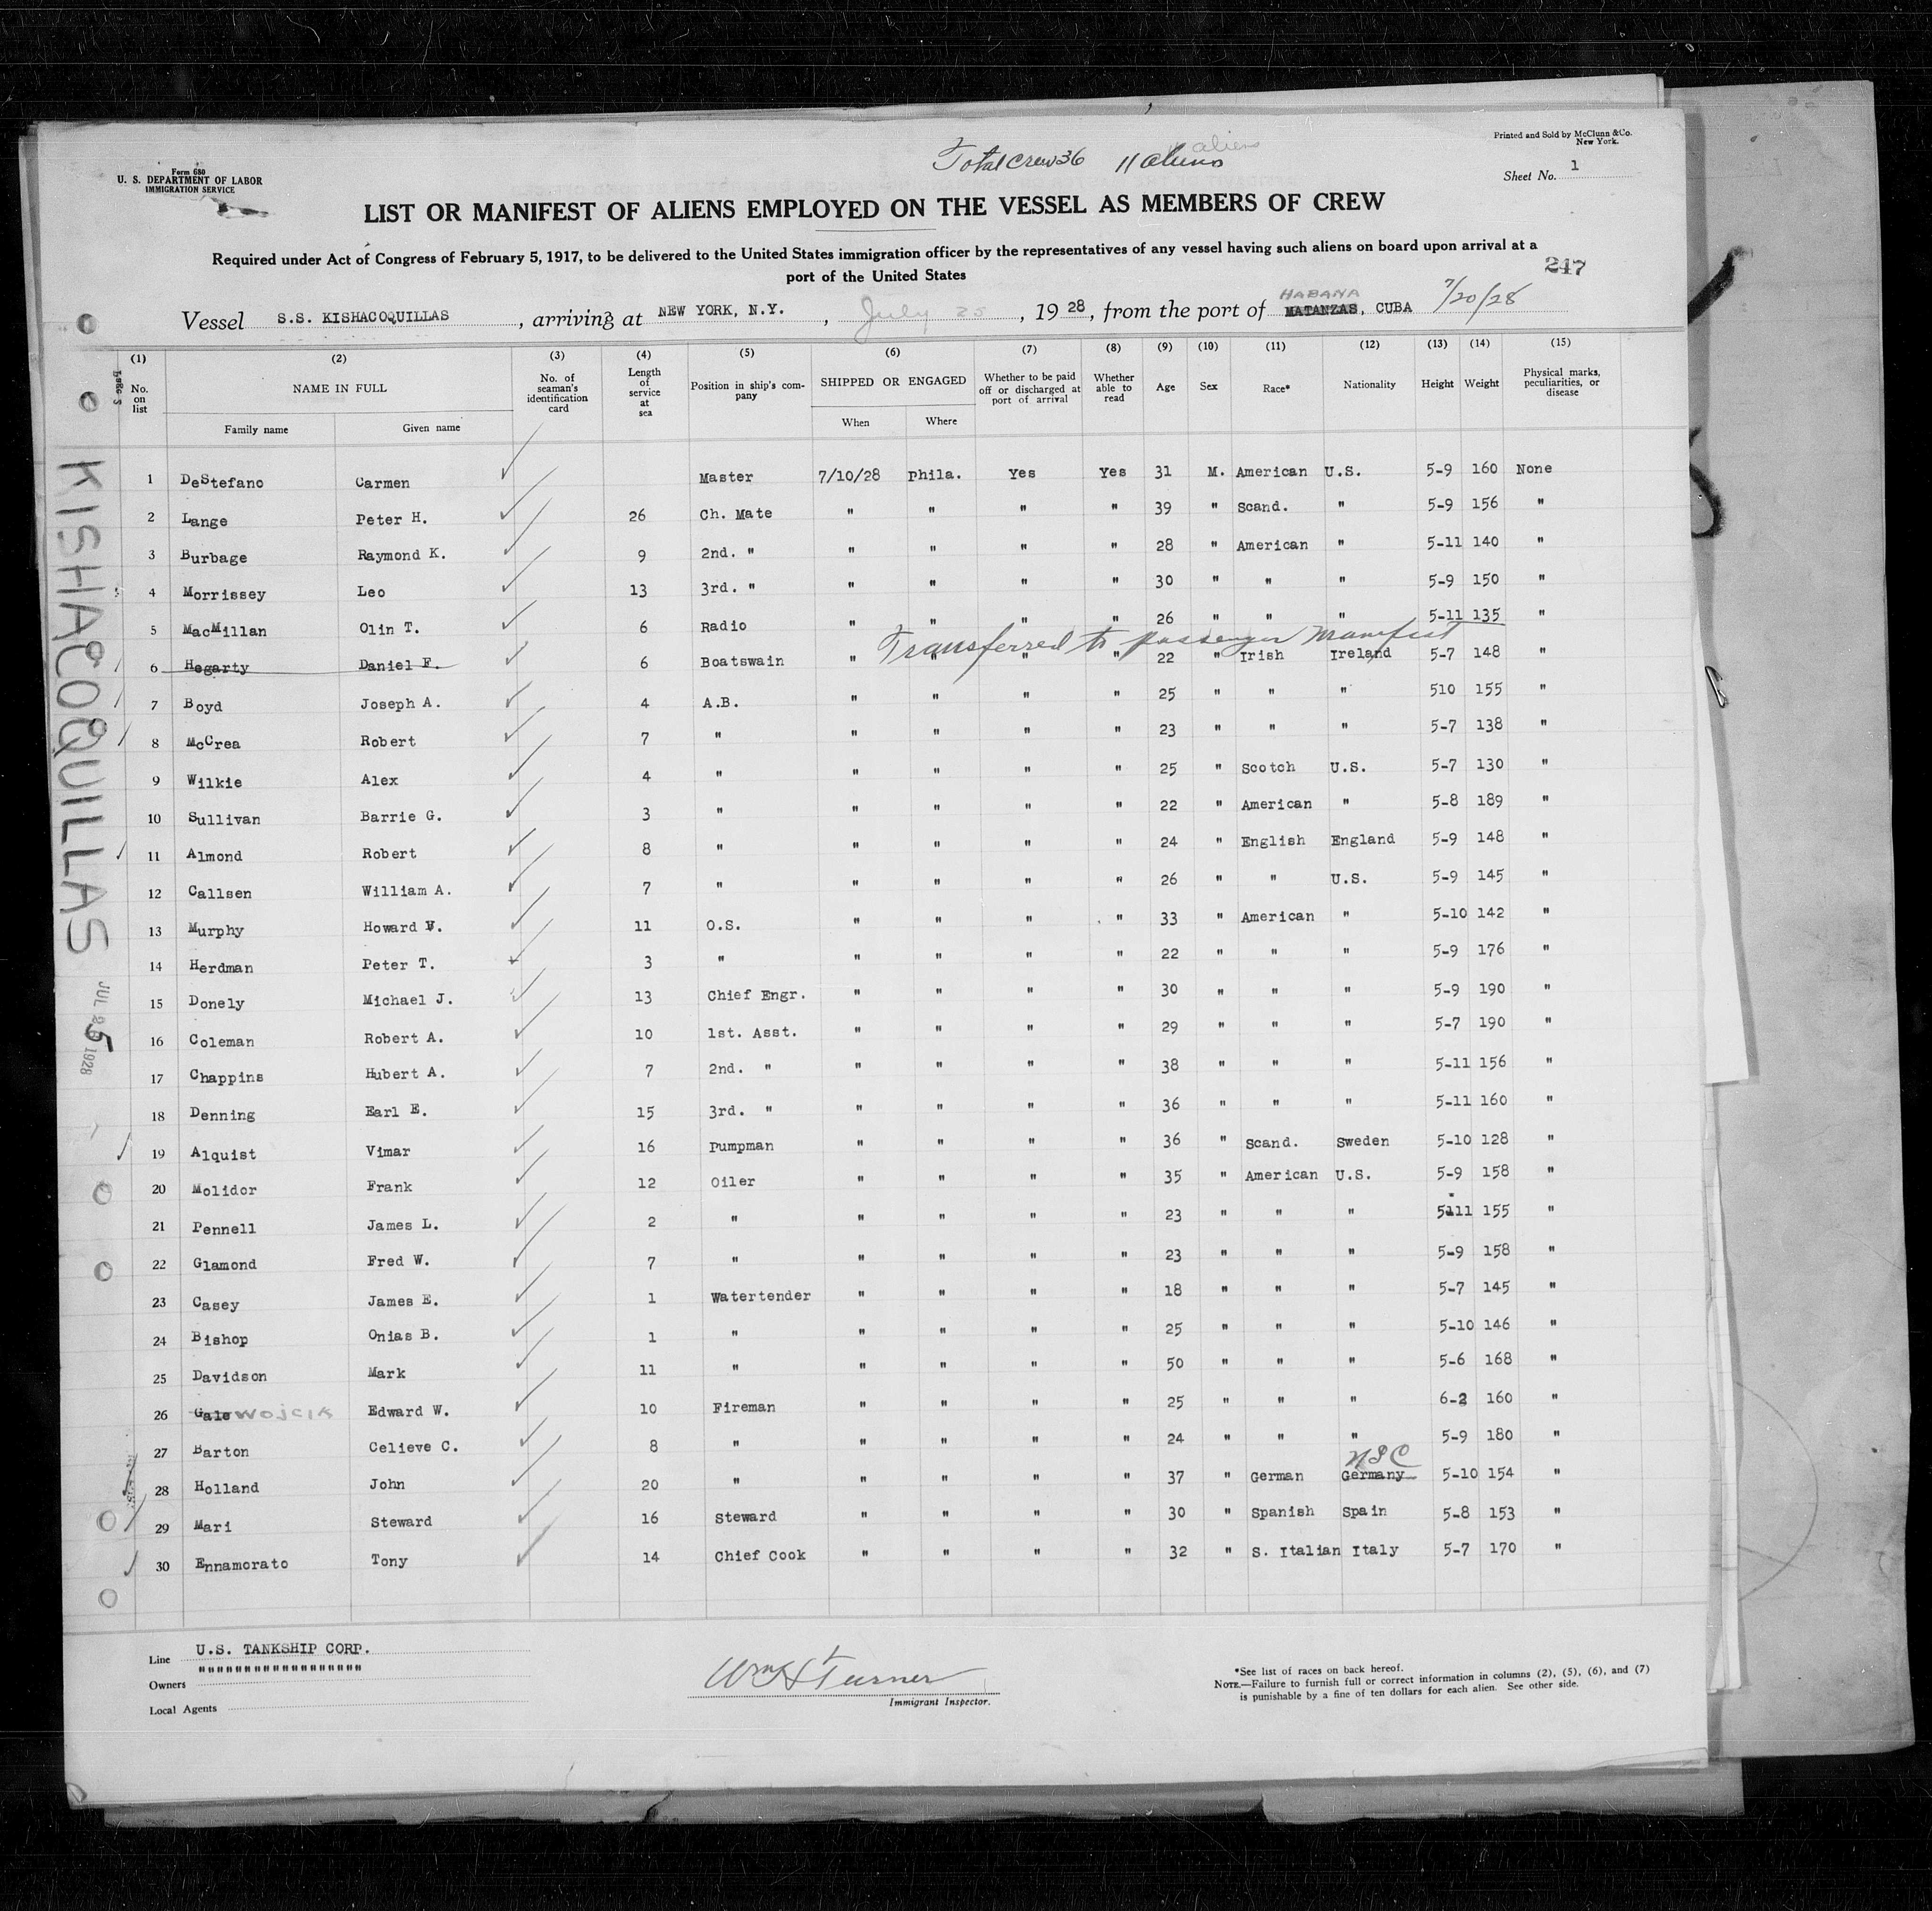 Total Crew 36 11 aliens
aliens
Printed and Sold by McClunn & Co.
New York.
Form 680
U. S. DEPARTMENT OF LABOR
IMMIGRATION SERVICE
Sheet No. 1
LIST OR MANIFEST OF ALIENS EMPLOYED ON THE VESSEL AS MEMBERS OF CREW
Required under Act of Congress of February 5, 1917, to be delivered to the United States immigration officer by the representatives of any vessel having such aliens on board upon arrival at a
port of the United States
247
Vessel S.S. KISHACOQUILLAS, arriving at NEW YORK, N.Y., July 25, 1928, from the port of HABANA MATANZAS, CUBA 7/20/28
(1) (2) (3) (4) (5) (6) (7) (8) (9) (10) (11) (12) (13) (14) (15)
No. on list NAME IN FULL No. of seaman's identification card Length of service at sea Position in ship's company SHIPPED OR ENGAGED Whether to be paid off or discharged at port of arrival Whether able to read Age Sex Race* Nationality Height Weight Physical marks, peculiarities, or disease
Family name Given name When Where
1 DeStefano Carmen Master 7/10/28 Phila. Yes Yes 31 M. American U.S. 5-9 160 None
2 Lange Peter H. 26 Ch. Mate " " " " 39 " Scand. " 5-9 156 "
3 Burbage Raymond K. 9 2nd. " " " " " 28 " American " 5-11 140 "
4 Morrissey Leo 13 3rd. " " " " " 30 " " " 5-9 150 "
5 MacMillan Olin T. 6 Radio " " " " 26 " " " 5-11 135 "
Transferred to passenger manifest
6 Hegarty Daniel F. 6 Boatswain " " " " 22 " Irish Ireland 5-7 148 "
7 Boyd Joseph A. 4 A.B. " " " " 25 " " " 510 155 "
8 McCrea Robert 7 " " " " " 23 " " " 5-7 138 "
9 Wilkie Alex 4 " " " " " 25 " Scotch U.S. 5-7 130 "
10 Sullivan Barrie G. 3 " " " " " 22 " American " 5-8 189 "
11 Almond Robert 8 " " " " " 24 " English England 5-9 148 "
12 Callsen William A. 7 " " " " " 26 " " U.S. 5-9 145 "
13 Murphy Howard V. 11 O.S. " " " " 33 " American " 5-10 142 "
14 Herdman Peter T. 3 " " " " " 22 " " " 5-9 176 "
15 Donely Michael J. 13 Chief Engr. " " " " 30 " " " 5-9 190 "
16 Coleman Robert A. 10 1st. Asst. " " " " 29 " " " 5-7 190 "
17 Chappins Hubert A. 7 2nd. " " " " " 38 " " " 5-11 156 "
18 Denning Earl E. 15 3rd. " " " " " 36 " " " 5-11 160 "
19 Alquist Vimar 16 Pumpman " " " " 36 " Scand. Sweden 5-10 128 "
20 Molidor Frank 12 Oiler " " " " 35 " American U.S. 5-9 158 "
21 Pennell James L. 2 " " " " " 23 " " " 5-11 155 "
22 Glamond Fred W. 7 " " " " " 23 " " " 5-9 158 "
23 Casey James E. 1 Watertender " " " " 18 " " " 5-7 145 "
24 Bishop Onias B. 1 " " " " " 25 " " " 5-10 146 "
25 Davidson Mark 11 " " " " " 50 " " " 5-6 168 "
26 Gale WOJCIK Edward W. 10 Fireman " " " " 25 " " " 6-2 160 "
27 Barton Celieve C. 8 " " " " " 24 " " " 5-9 180 "
28 Holland John 20 " " " " " 37 " German Germany USC 5-10 154 "
29 Mari Steward 16 Steward " " " " 30 " Spanish Spain 5-8 153 "
30 Ennamorato Tony 14 Chief Cook " " " " 32 " S. Italian Italy 5-7 170 "
KISHACOQUILLAS
JUL 25 1928
Line U.S. TANKSHIP CORP.
Owners """"""""""""""""""
Local Agents
Wm H Turner
Immigrant Inspector.
*See list of races on back hereof.
NOTE.—Failure to furnish full or correct information in columns (2), (5), (6), and (7)
is punishable by a fine of ten dollars for each alien. See other side.